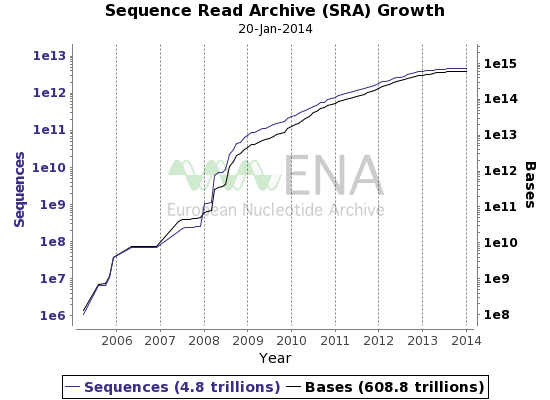 Sequence Read Archive (SRA) Growth
20-Jan-2014
1e13
1e12
1e11
1e10
1e9
1e8
1e7
1e6
Sequences
1e15
1e14
1e13
1e12
1e11
1e10
1e9
1e8
Bases
ENA
European Nucleotide Archive
2006 2007 2008 2009 2010 2011 2012 2013 2014
Year
Sequences (4.8 trillions) Bases (608.8 trillions)